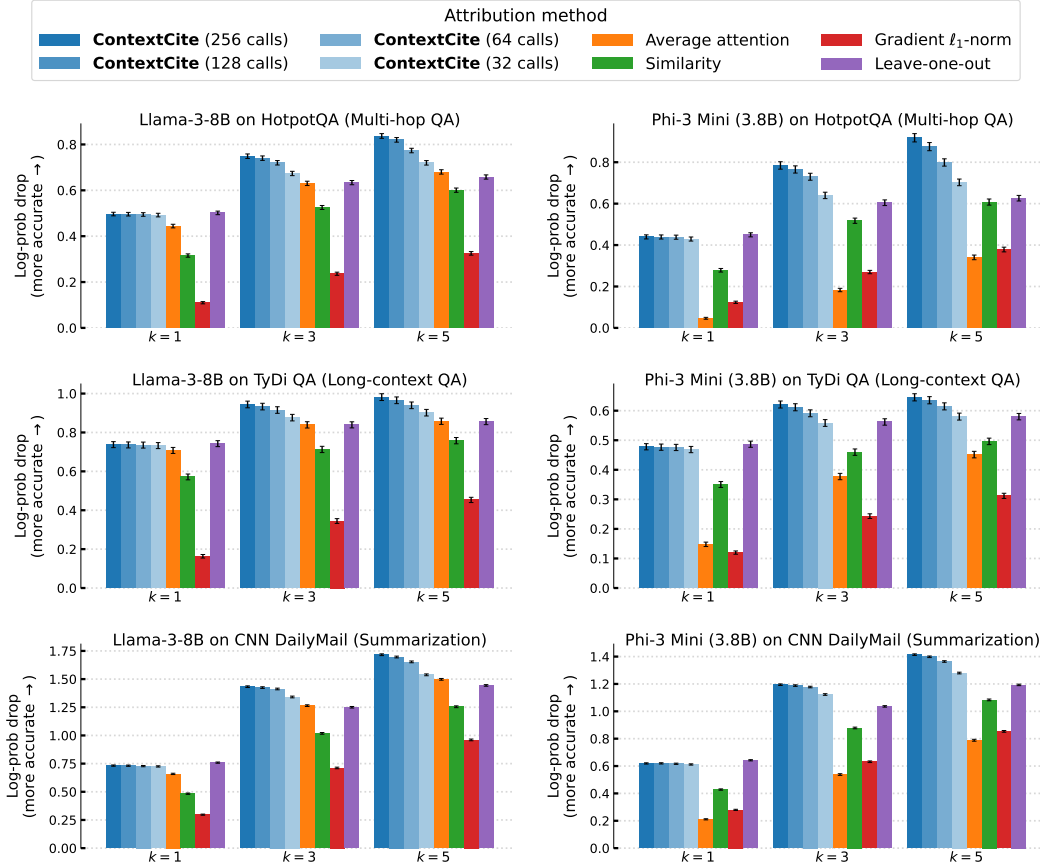 Attribution method
ContextCite (256 calls) ContextCite (64 calls) Average attention Gradient ℓ₁-norm
ContextCite (128 calls) ContextCite (32 calls) Similarity Leave-one-out
Llama-3-8B on HotpotQA (Multi-hop QA)
Log-prob drop
(more accurate →)
0.8
0.6
0.4
0.2
0.0
k = 1 k = 3 k = 5
Phi-3 Mini (3.8B) on HotpotQA (Multi-hop QA)
Log-prob drop
(more accurate →)
0.8
0.6
0.4
0.2
0.0
k = 1 k = 3 k = 5
Llama-3-8B on TyDi QA (Long-context QA)
Log-prob drop
(more accurate →)
1.0
0.8
0.6
0.4
0.2
0.0
k = 1 k = 3 k = 5
Phi-3 Mini (3.8B) on TyDi QA (Long-context QA)
Log-prob drop
(more accurate →)
0.6
0.5
0.4
0.3
0.2
0.1
0.0
k = 1 k = 3 k = 5
Llama-3-8B on CNN DailyMail (Summarization)
Log-prob drop
(more accurate →)
1.75
1.50
1.25
1.00
0.75
0.50
0.25
0.00
k = 1 k = 3 k = 5
Phi-3 Mini (3.8B) on CNN DailyMail (Summarization)
Log-prob drop
(more accurate →)
1.4
1.2
1.0
0.8
0.6
0.4
0.2
0.0
k = 1 k = 3 k = 5